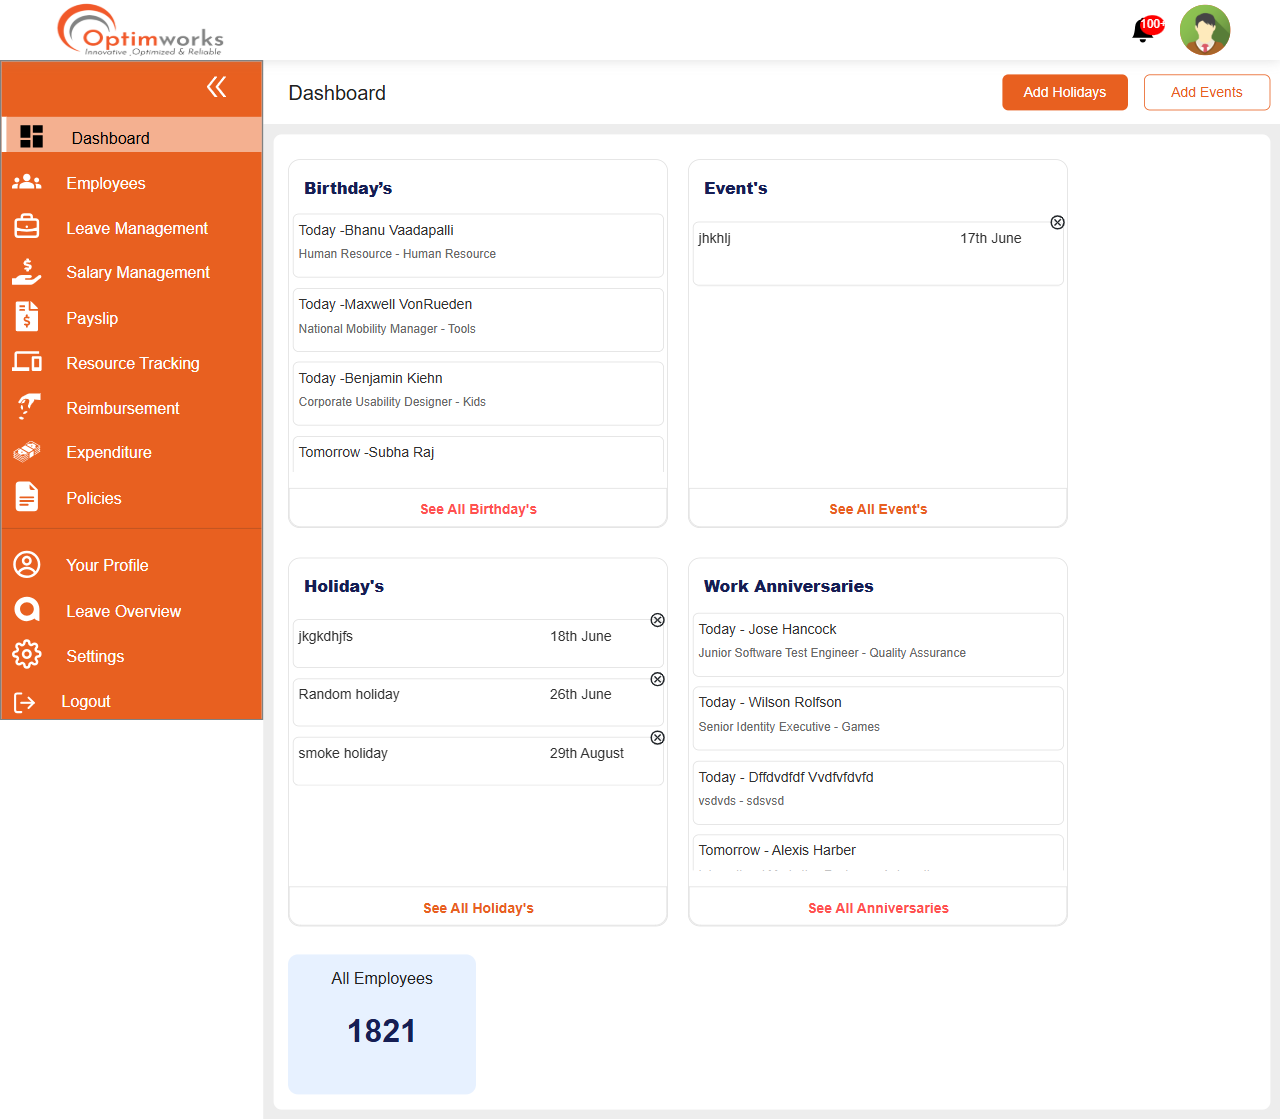 Optimworks
Innovative ,Optimized & Reliable
100+
Dashboard
Add Holidays
Add Events
Dashboard
Employees
Leave Management
Salary Management
Payslip
Resource Tracking
Reimbursement
Expenditure
Policies
Your Profile
Leave Overview
Settings
Logout
Birthday’s
Today -Bhanu Vaadapalli
Human Resource - Human Resource
Today -Maxwell VonRueden
National Mobility Manager - Tools
Today -Benjamin Kiehn
Corporate Usability Designer - Kids
Tomorrow -Subha Raj
See All Birthday's
Event's
jhkhlj 17th June
See All Event's
Holiday's
jkgkdhjfs 18th June
Random holiday 26th June
smoke holiday 29th August
See All Holiday's
Work Anniversaries
Today - Jose Hancock
Junior Software Test Engineer - Quality Assurance
Today - Wilson Rolfson
Senior Identity Executive - Games
Today - Dffdvdfdf Vvdfvfdvfd
vsdvds - sdsvsd
Tomorrow - Alexis Harber
See All Anniversaries
All Employees
1821